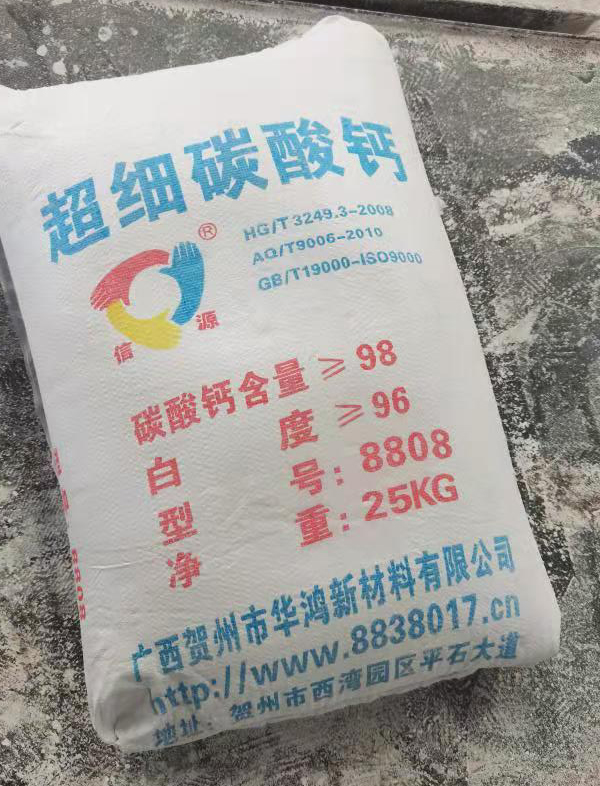 超细碳酸钙
®
HG/T 3249.3-2008
AQ/T9006-2010
GB/T19000-ISO9000
信源
碳酸钙含量≥98
白度≥96
型号:8808
净重:25KG
广西贺州市华鸿新材料有限公司
http://www.8838017.cn
地址:贺州市西湾园区平石大道
8808